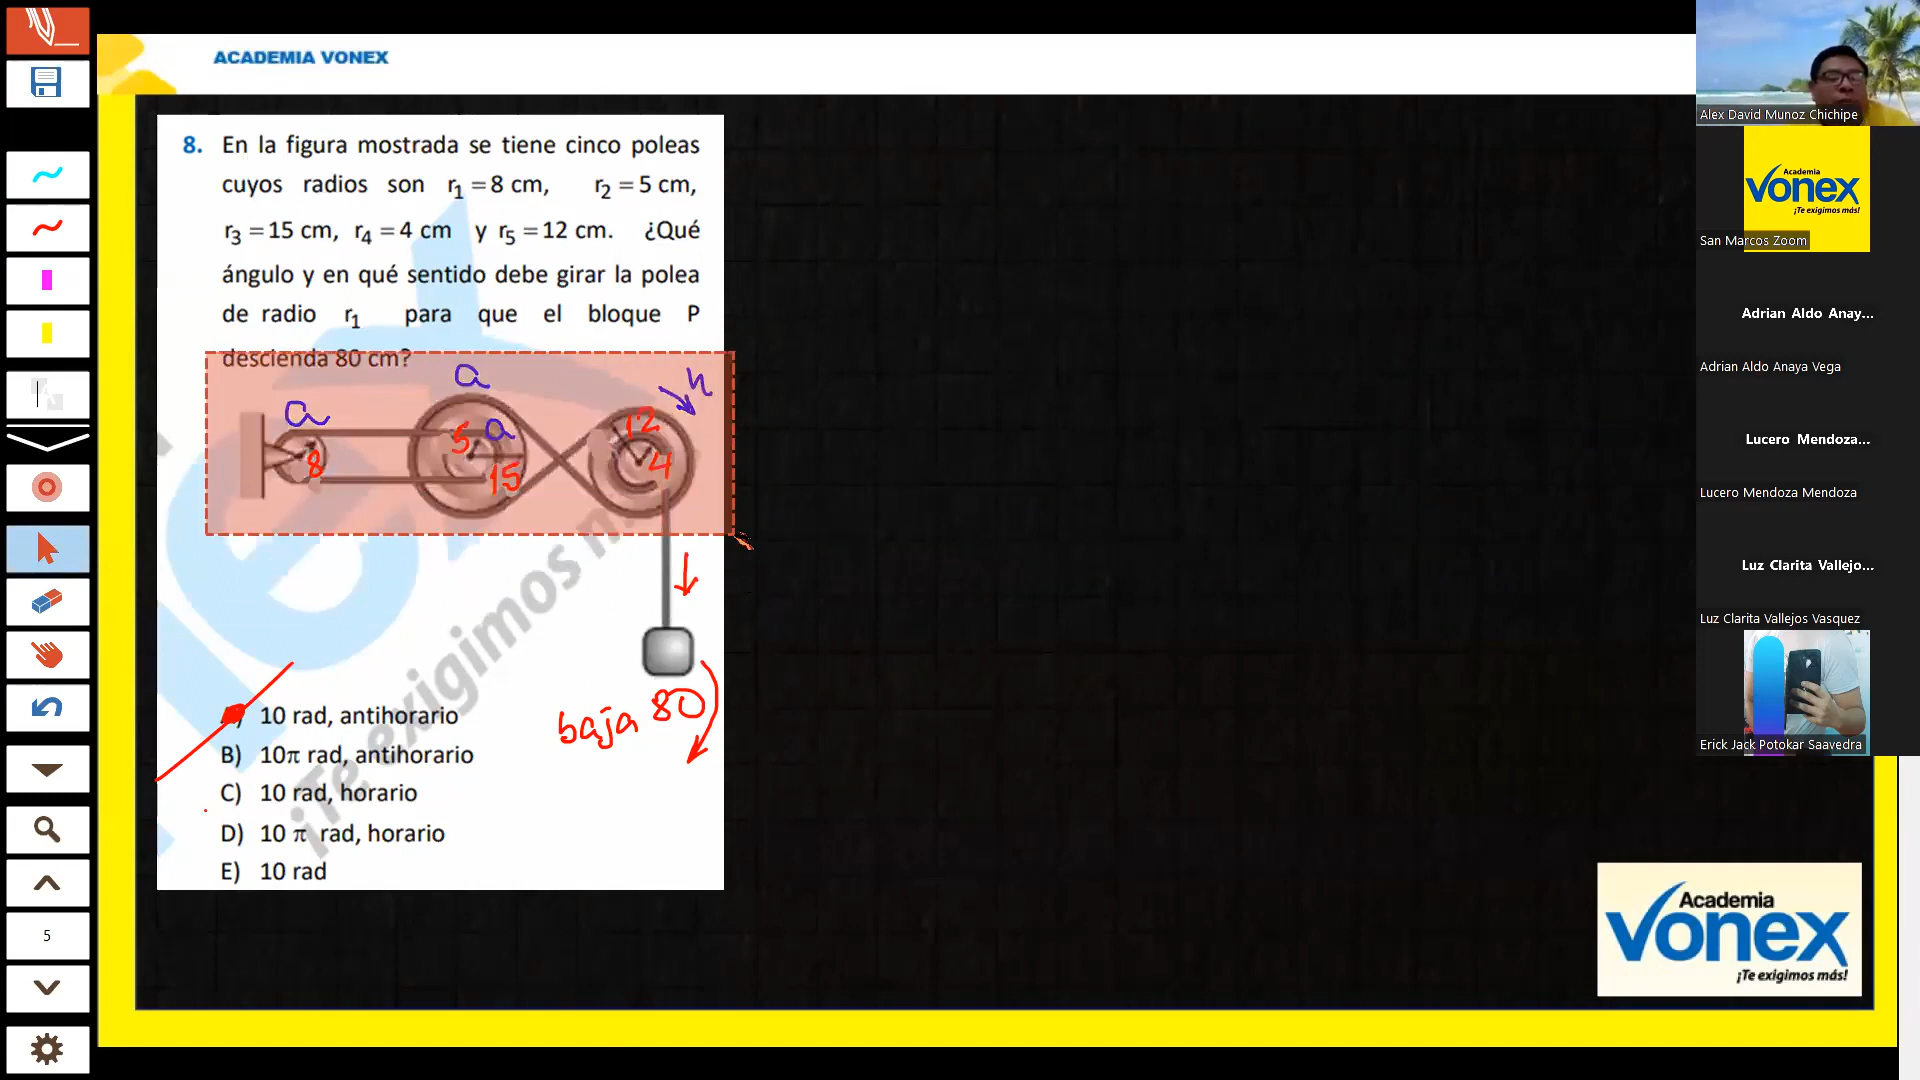 ACADEMIA VONEX
8. En la figura mostrada se tiene cinco poleas
cuyos radios son r₁ = 8 cm, r₂ = 5 cm,
r₃ = 15 cm, r₄ = 4 cm y r₅ = 12 cm. ¿Qué
ángulo y en qué sentido debe girar la polea
de radio r₁ para que el bloque P
descienda 80 cm?
a
a
h
12
5
a
8
4
15
¡Te exigimos
baja 80
A) 10 rad, antihorario
B) 10π rad, antihorario
C) 10 rad, horario
D) 10 π rad, horario
E) 10 rad
5
Alex David Munoz Chichipe
Academia
vonex
¡Te exigimos más!
San Marcos Zoom
Adrian Aldo Anay...
Adrian Aldo Anaya Vega
Lucero Mendoza...
Lucero Mendoza Mendoza
Luz Clarita Vallejo...
Luz Clarita Vallejos Vasquez
Erick Jack Potokar Saavedra
Academia
vonex
¡Te exigimos más!